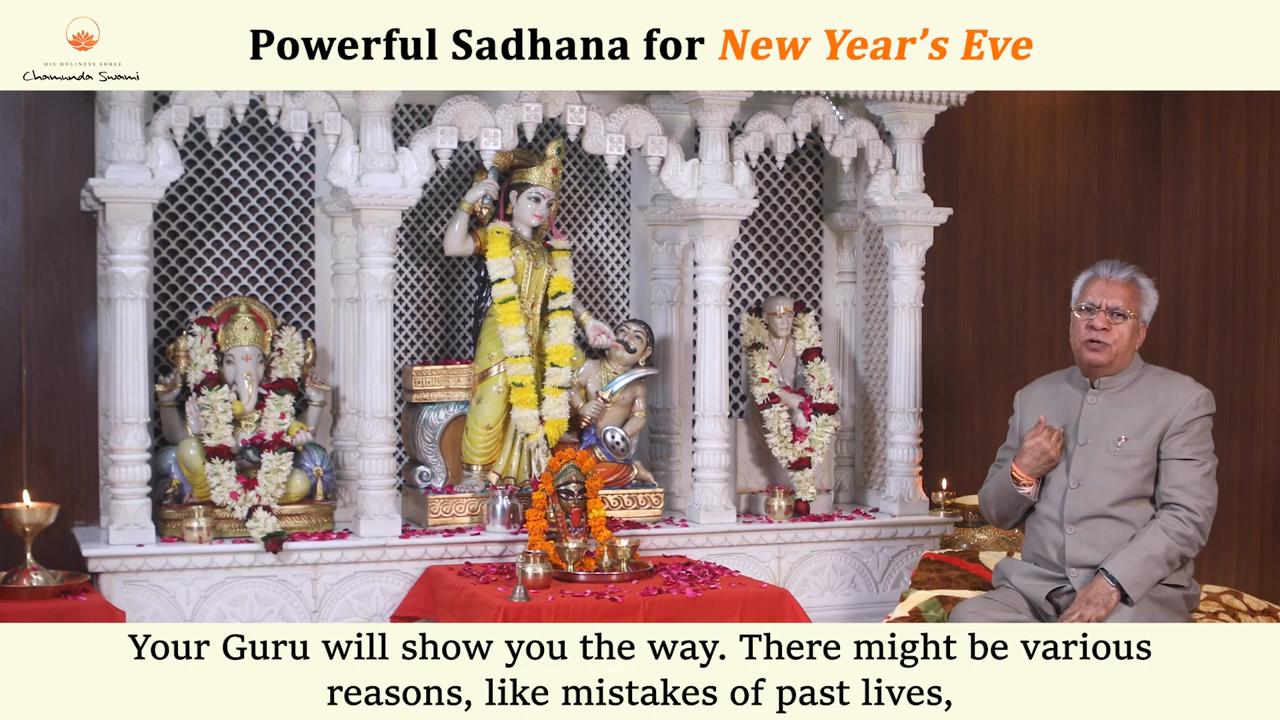 Powerful Sadhana for New Year's Eve
HIS HOLINESS SHREE
Chamunda Swami
Your Guru will show you the way. There might be various
reasons, like mistakes of past lives,